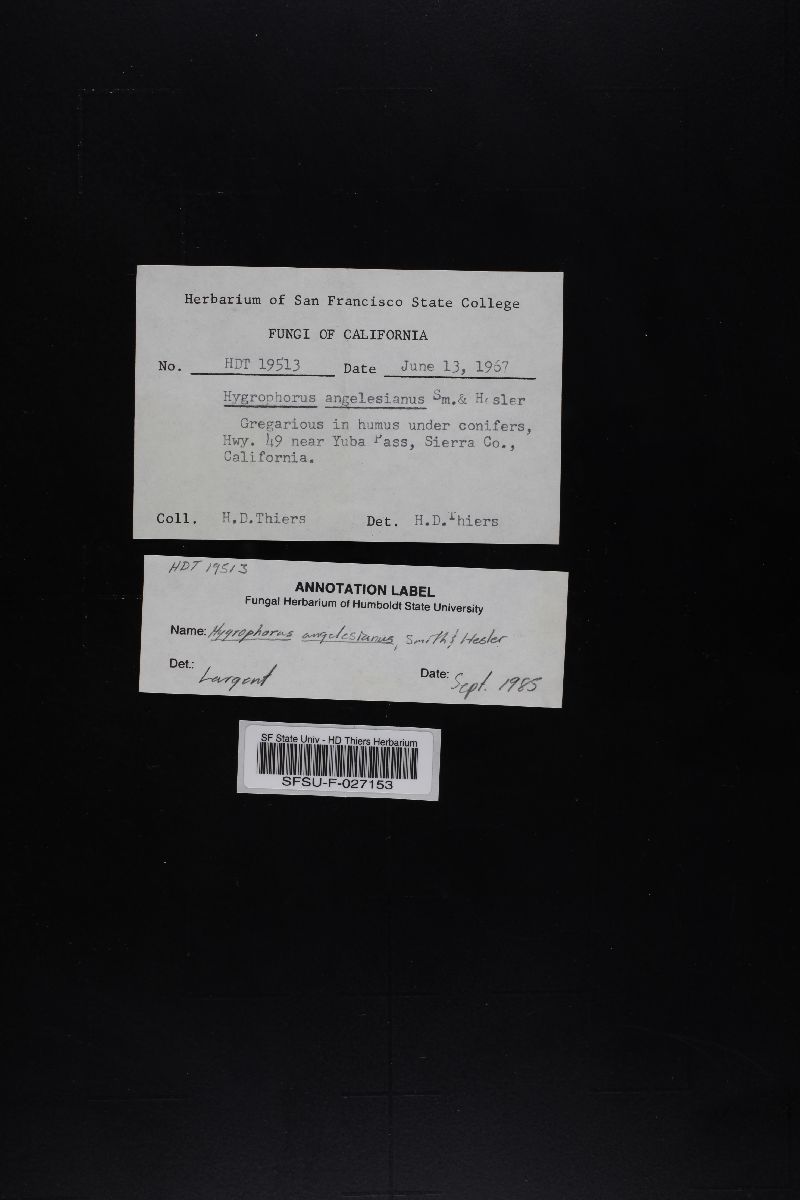 Herbarium of San Francisco State College
FUNGI OF CALIFORNIA
No. HDT 19513 Date June 13, 1967
Hygrophorus angelesianus Sm.& Hesler
Gregarious in humus under conifers,
Hwy. 49 near Yuba Pass, Sierra Co.,
California.
Coll. H.D.Thiers Det. H.D.Thiers
HDT 19513
ANNOTATION LABEL
Fungal Herbarium of Humboldt State University
Name: Hygrophorus angelesianus, Smith & Hesler
Det.: Largent Date: Sept. 1985
SF State Univ - HD Thiers Herbarium
SFSU-F-027153